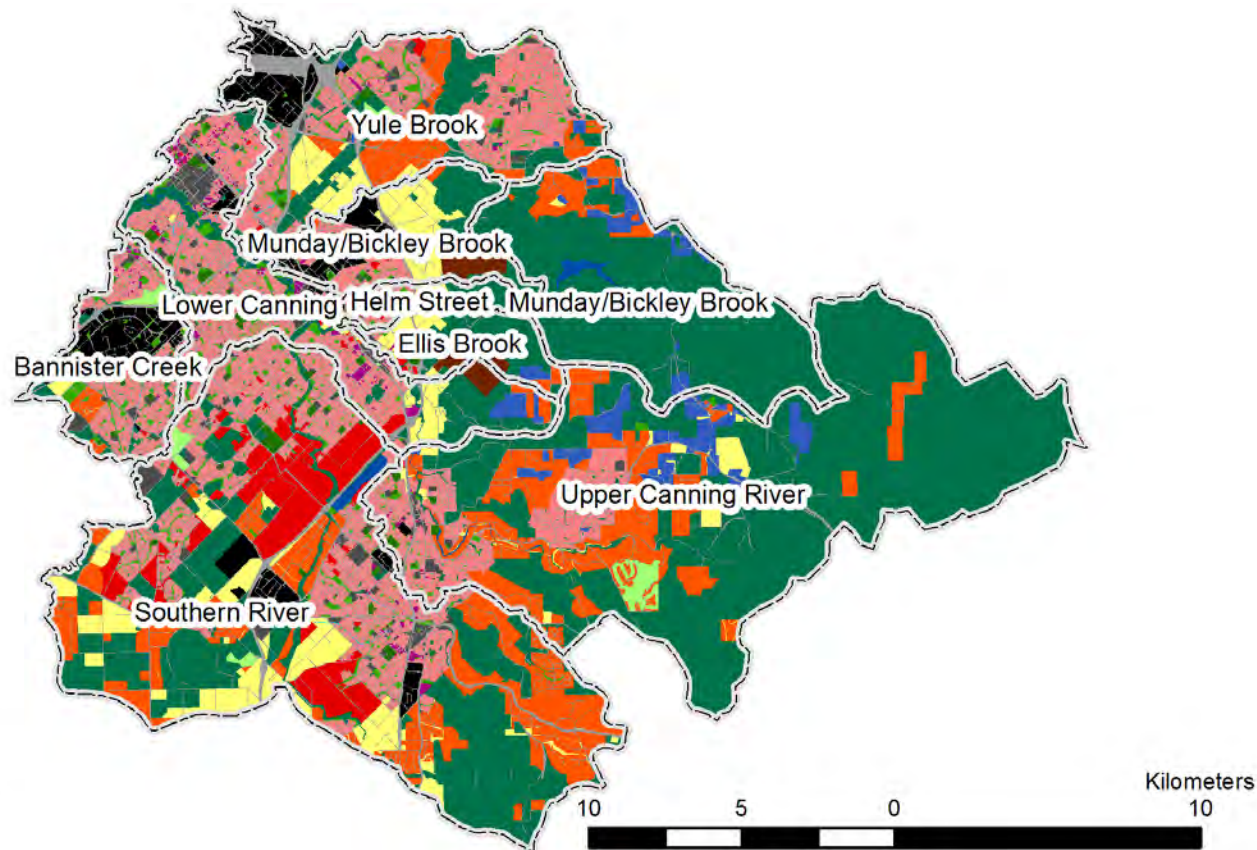 Yule Brook
Munday/Bickley Brook
Lower Canning
Helm Street
Munday/Bickley Brook
Ellis Brook
Bannister Creek
Upper Canning River
Southern River
Kilometers
10 5 0 10